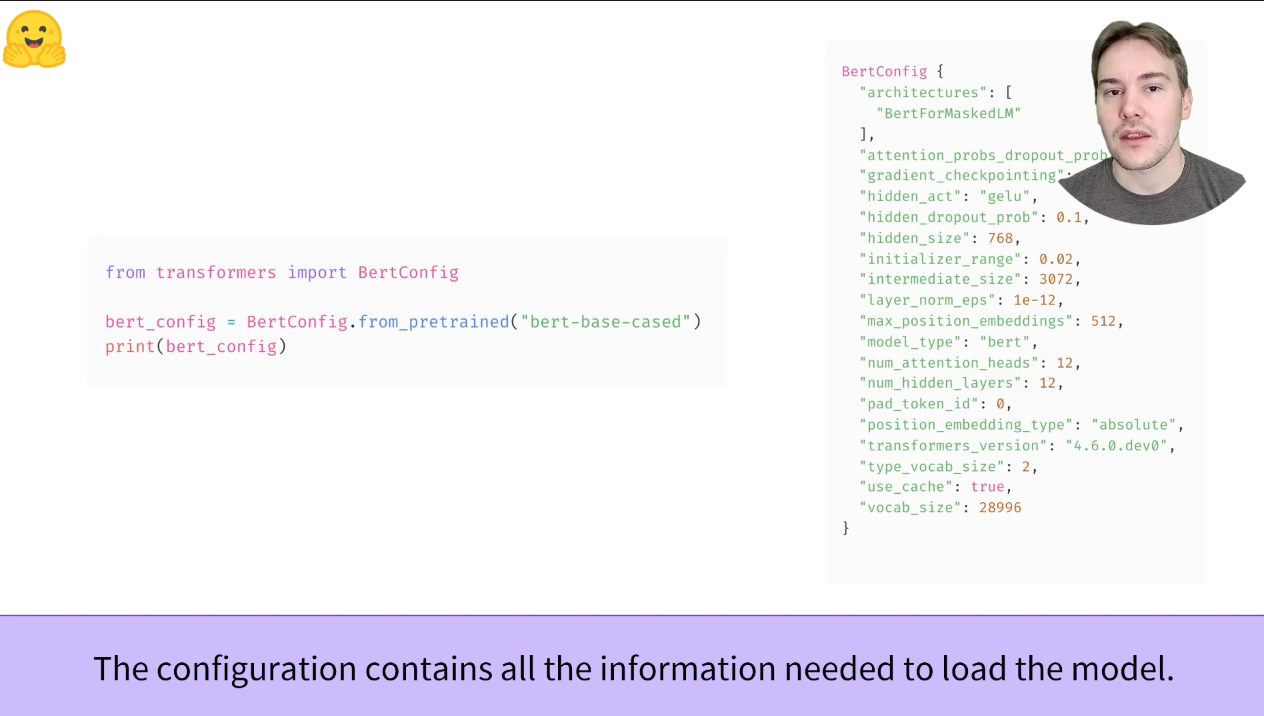 from transformers import BertConfig
bert_config = BertConfig.from_pretrained("bert-base-cased")
print(bert_config)
BertConfig {
"architectures": [
"BertForMaskedLM"
],
"attention_probs_dropout_prob
"gradient_checkpointing":
"hidden_act": "gelu",
"hidden_dropout_prob": 0.1,
"hidden_size": 768,
"initializer_range": 0.02,
"intermediate_size": 3072,
"layer_norm_eps": 1e-12,
"max_position_embeddings": 512,
"model_type": "bert",
"num_attention_heads": 12,
"num_hidden_layers": 12,
"pad_token_id": 0,
"position_embedding_type": "absolute",
"transformers_version": "4.6.0.dev0",
"type_vocab_size": 2,
"use_cache": true,
"vocab_size": 28996
}
The configuration contains all the information needed to load the model.